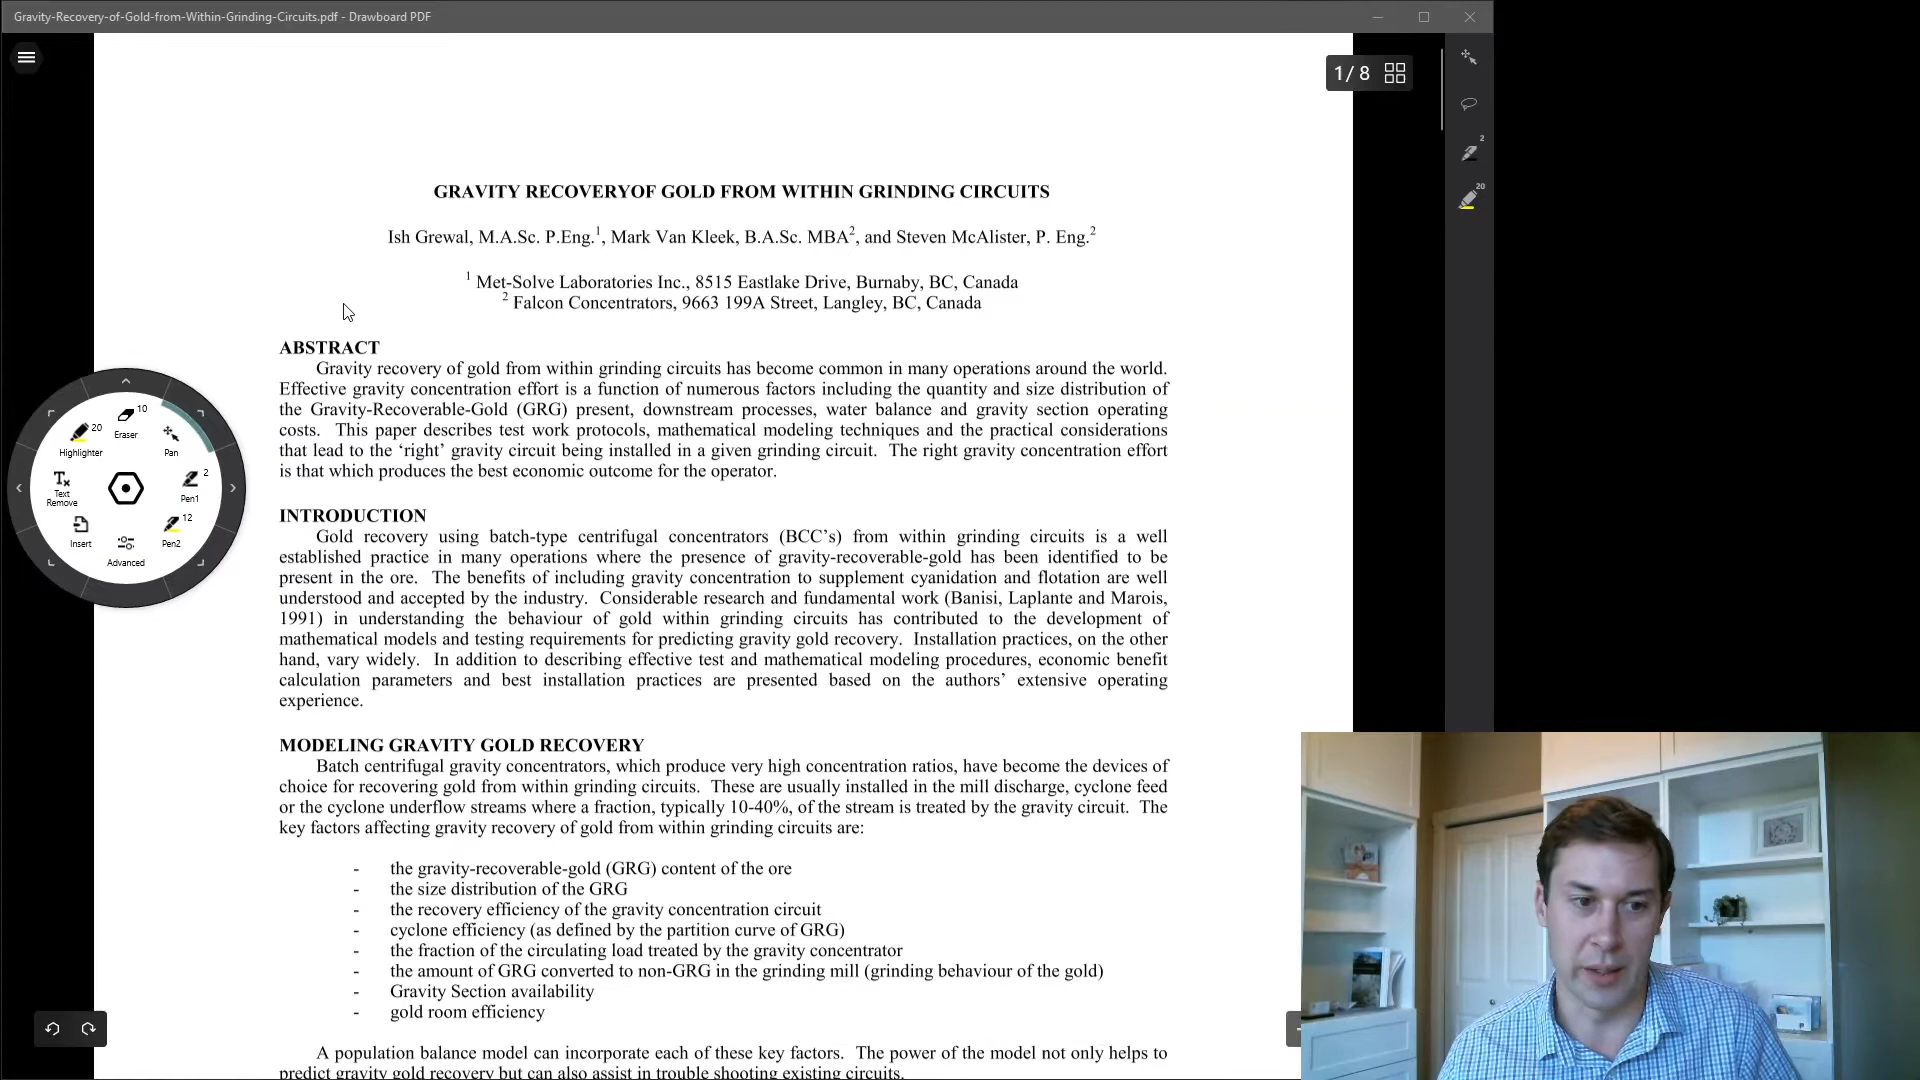 Gravity-Recovery-of-Gold-from-Within-Grinding-Circuits.pdf - Drawboard PDF
1 / 8
2
20
GRAVITY RECOVERYOF GOLD FROM WITHIN GRINDING CIRCUITS
Ish Grewal, M.A.Sc. P.Eng.1, Mark Van Kleek, B.A.Sc. MBA2, and Steven McAlister, P. Eng.2
1 Met-Solve Laboratories Inc., 8515 Eastlake Drive, Burnaby, BC, Canada
2 Falcon Concentrators, 9663 199A Street, Langley, BC, Canada
ABSTRACT
Gravity recovery of gold from within grinding circuits has become common in many operations around the world.
Effective gravity concentration effort is a function of numerous factors including the quantity and size distribution of
the Gravity-Recoverable-Gold (GRG) present, downstream processes, water balance and gravity section operating
costs. This paper describes test work protocols, mathematical modeling techniques and the practical considerations
that lead to the ‘right’ gravity circuit being installed in a given grinding circuit. The right gravity concentration effort
is that which produces the best economic outcome for the operator.
INTRODUCTION
Gold recovery using batch-type centrifugal concentrators (BCC’s) from within grinding circuits is a well
established practice in many operations where the presence of gravity-recoverable-gold has been identified to be
present in the ore. The benefits of including gravity concentration to supplement cyanidation and flotation are well
understood and accepted by the industry. Considerable research and fundamental work (Banisi, Laplante and Marois,
1991) in understanding the behaviour of gold within grinding circuits has contributed to the development of
mathematical models and testing requirements for predicting gravity gold recovery. Installation practices, on the other
hand, vary widely. In addition to describing effective test and mathematical modeling procedures, economic benefit
calculation parameters and best installation practices are presented based on the authors’ extensive operating
experience.
MODELING GRAVITY GOLD RECOVERY
Batch centrifugal gravity concentrators, which produce very high concentration ratios, have become the devices of
choice for recovering gold from within grinding circuits. These are usually installed in the mill discharge, cyclone feed
or the cyclone underflow streams where a fraction, typically 10-40%, of the stream is treated by the gravity circuit. The
key factors affecting gravity recovery of gold from within grinding circuits are:
- the gravity-recoverable-gold (GRG) content of the ore
- the size distribution of the GRG
- the recovery efficiency of the gravity concentration circuit
- cyclone efficiency (as defined by the partition curve of GRG)
- the fraction of the circulating load treated by the gravity concentrator
- the amount of GRG converted to non-GRG in the grinding mill (grinding behaviour of the gold)
- Gravity Section availability
- gold room efficiency
A population balance model can incorporate each of these key factors. The power of the model not only helps to
predict gravity gold recovery but can also assist in trouble shooting existing circuits.
10
Eraser
20
Highlighter
Pan
Text
Remove
2
Pen1
Insert
12
Pen2
Advanced